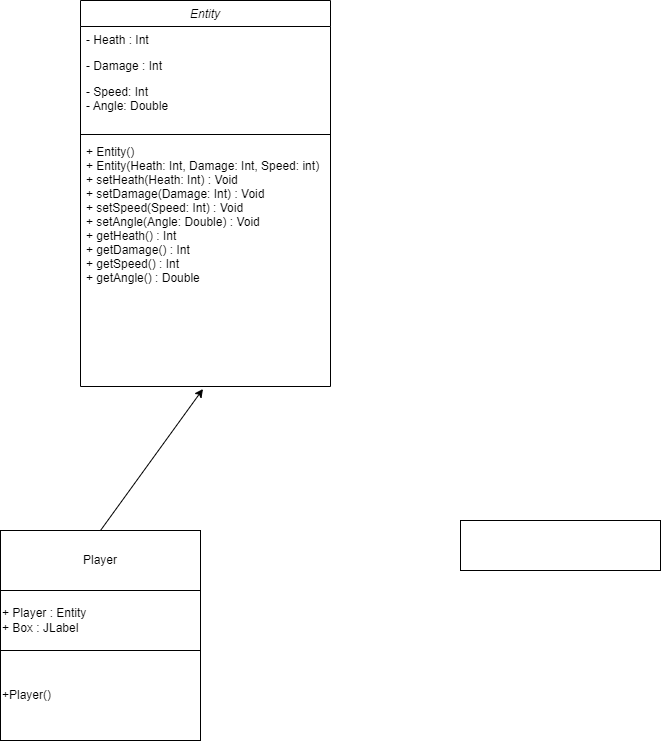 Entity
- Heath : Int
- Damage : Int
- Speed: Int
- Angle: Double
+ Entity()
+ Entity(Heath: Int, Damage: Int, Speed: int)
+ setHeath(Heath: Int) : Void
+ setDamage(Damage: Int) : Void
+ setSpeed(Speed: Int) : Void
+ setAngle(Angle: Double) : Void
+ getHeath() : Int
+ getDamage() : Int
+ getSpeed() : Int
+ getAngle() : Double
Player
+ Player : Entity
+ Box : JLabel
+Player()